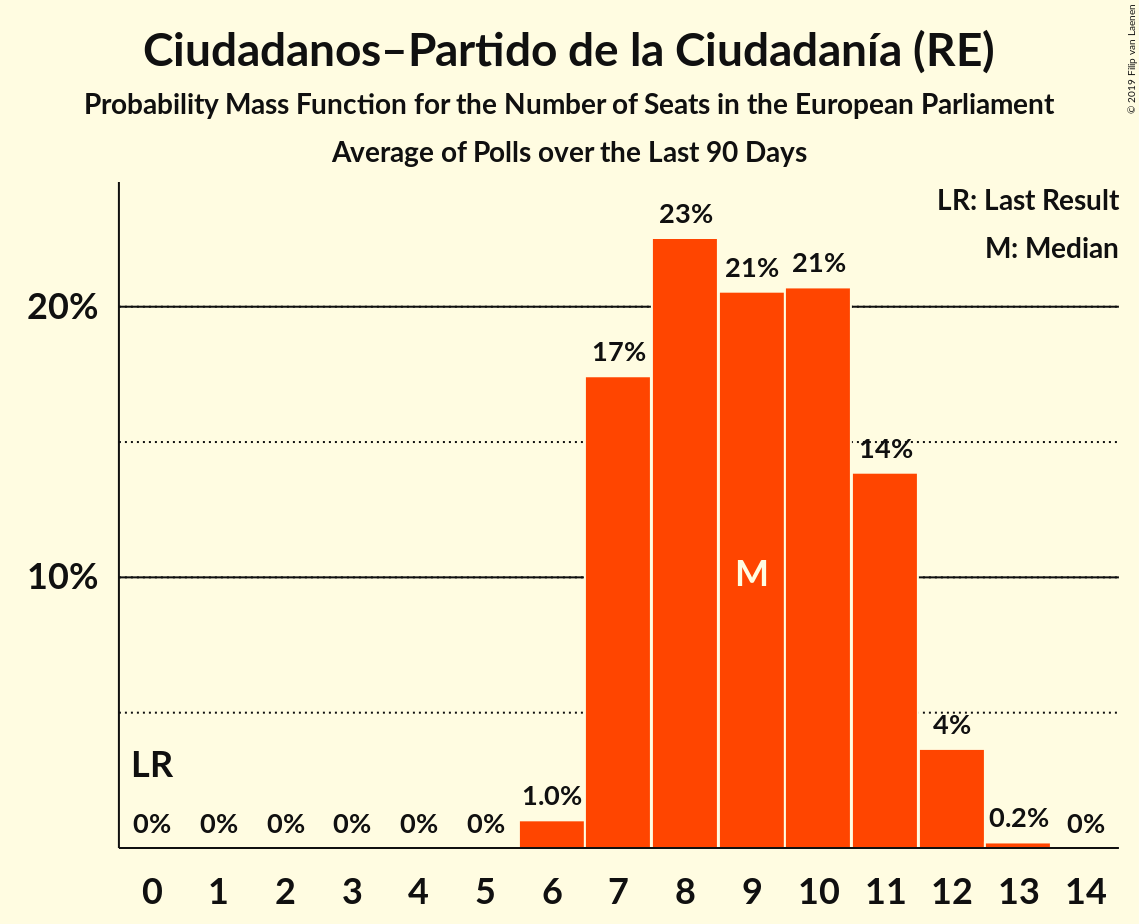 Ciudadanos–Partido de la Ciudadanía (RE)
Probability Mass Function for the Number of Seats in the European Parliament
Average of Polls over the Last 90 Days
© 2019 Filip van Laenen
LR: Last Result
M: Median
20%
10%
LR
0%
0%
0%
0%
0%
0%
1.0%
17%
23%
21%
21%
14%
4%
0.2%
0%
M
0 1 2 3 4 5 6 7 8 9 10 11 12 13 14